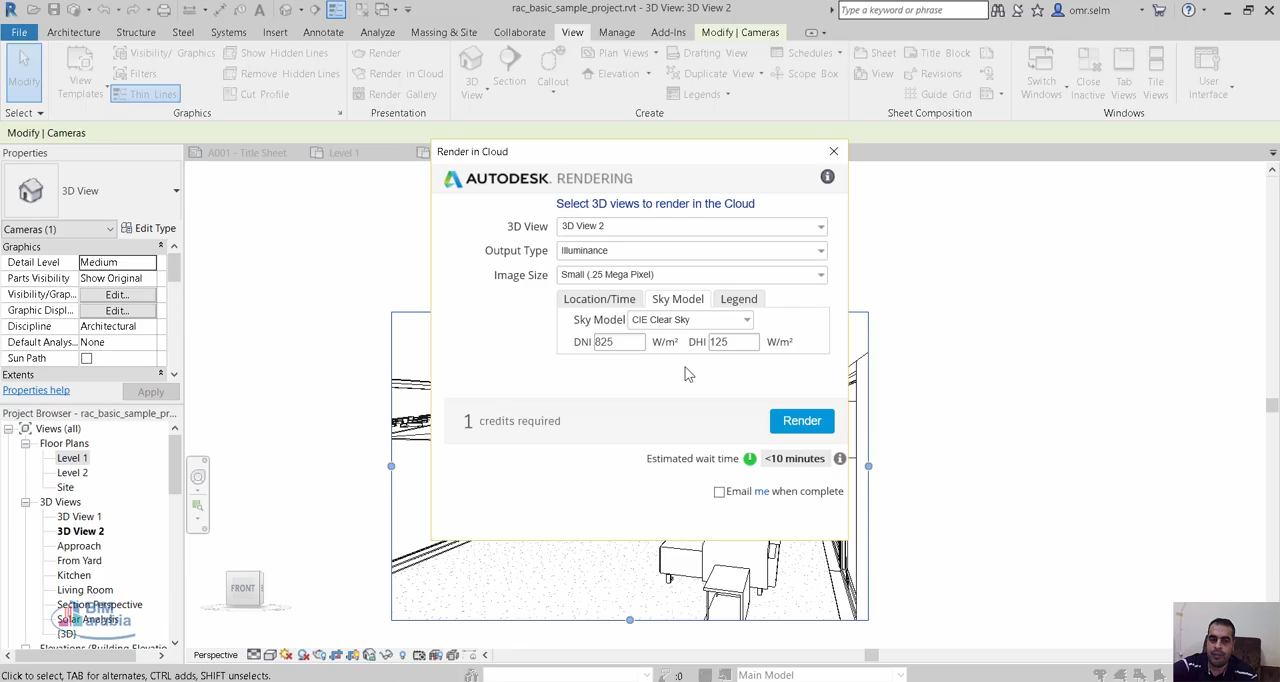 rac_basic_sample_project.rvt - 3D View: 3D View 2
Type a keyword or phrase
omr.selm
File Architecture Structure Steel Systems Insert Annotate Analyze Massing & Site Collaborate View Manage Add-Ins Modify | Cameras
Modify
View Templates
Visibility/ Graphics
Filters
Thin Lines
Show Hidden Lines
Remove Hidden Lines
Cut Profile
Render
Render in Cloud
Render Gallery
3D View
Section
Callout
Plan Views
Elevation
Drafting View
Duplicate View
Legends
Schedules
Scope Box
Sheet
View
Title Block
Revisions
Guide Grid
Switch Windows
Close Inactive
Tab Views
Tile Views
User Interface
Select Graphics Presentation Create Sheet Composition Windows
Modify | Cameras
Properties
3D View
Cameras (1)
Edit Type
Graphics
Detail Level Medium
Parts Visibility Show Original
Visibility/Grap... Edit...
Graphic Displ... Edit...
Discipline Architectural
Default Analys... None
Sun Path
Extents
Properties help
Apply
Project Browser - rac_basic_sample_pr...
Views (all)
Floor Plans
Level 1
Level 2
Site
3D Views
3D View 1
3D View 2
Approach
From Yard
Kitchen
Living Room
Section Perspective
Solar Analysis
{3D}
Elevations (Building Elevatio
BIM
arabia
A001 - Title Sheet
Level 1
Render in Cloud
AUTODESK. RENDERING
Select 3D views to render in the Cloud
3D View 3D View 2
Output Type Illuminance
Image Size Small (.25 Mega Pixel)
Location/Time Sky Model Legend
Sky Model CIE Clear Sky
DNI 825 W/m² DHI 125 W/m²
1 credits required
Render
Estimated wait time <10 minutes
Email me when complete
FRONT
Perspective
Click to select, TAB for alternates, CTRL adds, SHIFT unselects.
:0
Main Model